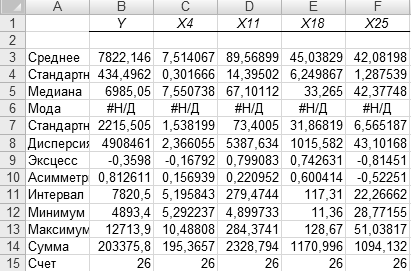 A B C D E F
1 Y X4 X11 X18 X25
2
3 Среднее 7822,146 7,514067 89,56899 45,03829 42,08198
4 Стандартн 434,4962 0,301666 14,39502 6,249867 1,287539
5 Медиана 6985,05 7,550738 67,10112 33,265 42,37748
6 Мода #Н/Д #Н/Д #Н/Д #Н/Д #Н/Д
7 Стандартн 2215,505 1,538199 73,4005 31,86819 6,565187
8 Дисперсия 4908461 2,366055 5387,634 1015,582 43,10168
9 Эксцесс -0,3598 -0,16792 0,799083 0,742631 -0,81451
10 Асимметр 0,812611 0,156939 0,220952 0,600414 -0,52251
11 Интервал 7820,5 5,195843 279,4744 117,31 22,26662
12 Минимум 4893,4 5,292237 4,899733 11,36 28,77155
13 Максимум 12713,9 10,48808 284,3741 128,67 51,03817
14 Сумма 203375,8 195,3657 2328,794 1170,996 1094,132
15 Счет 26 26 26 26 26